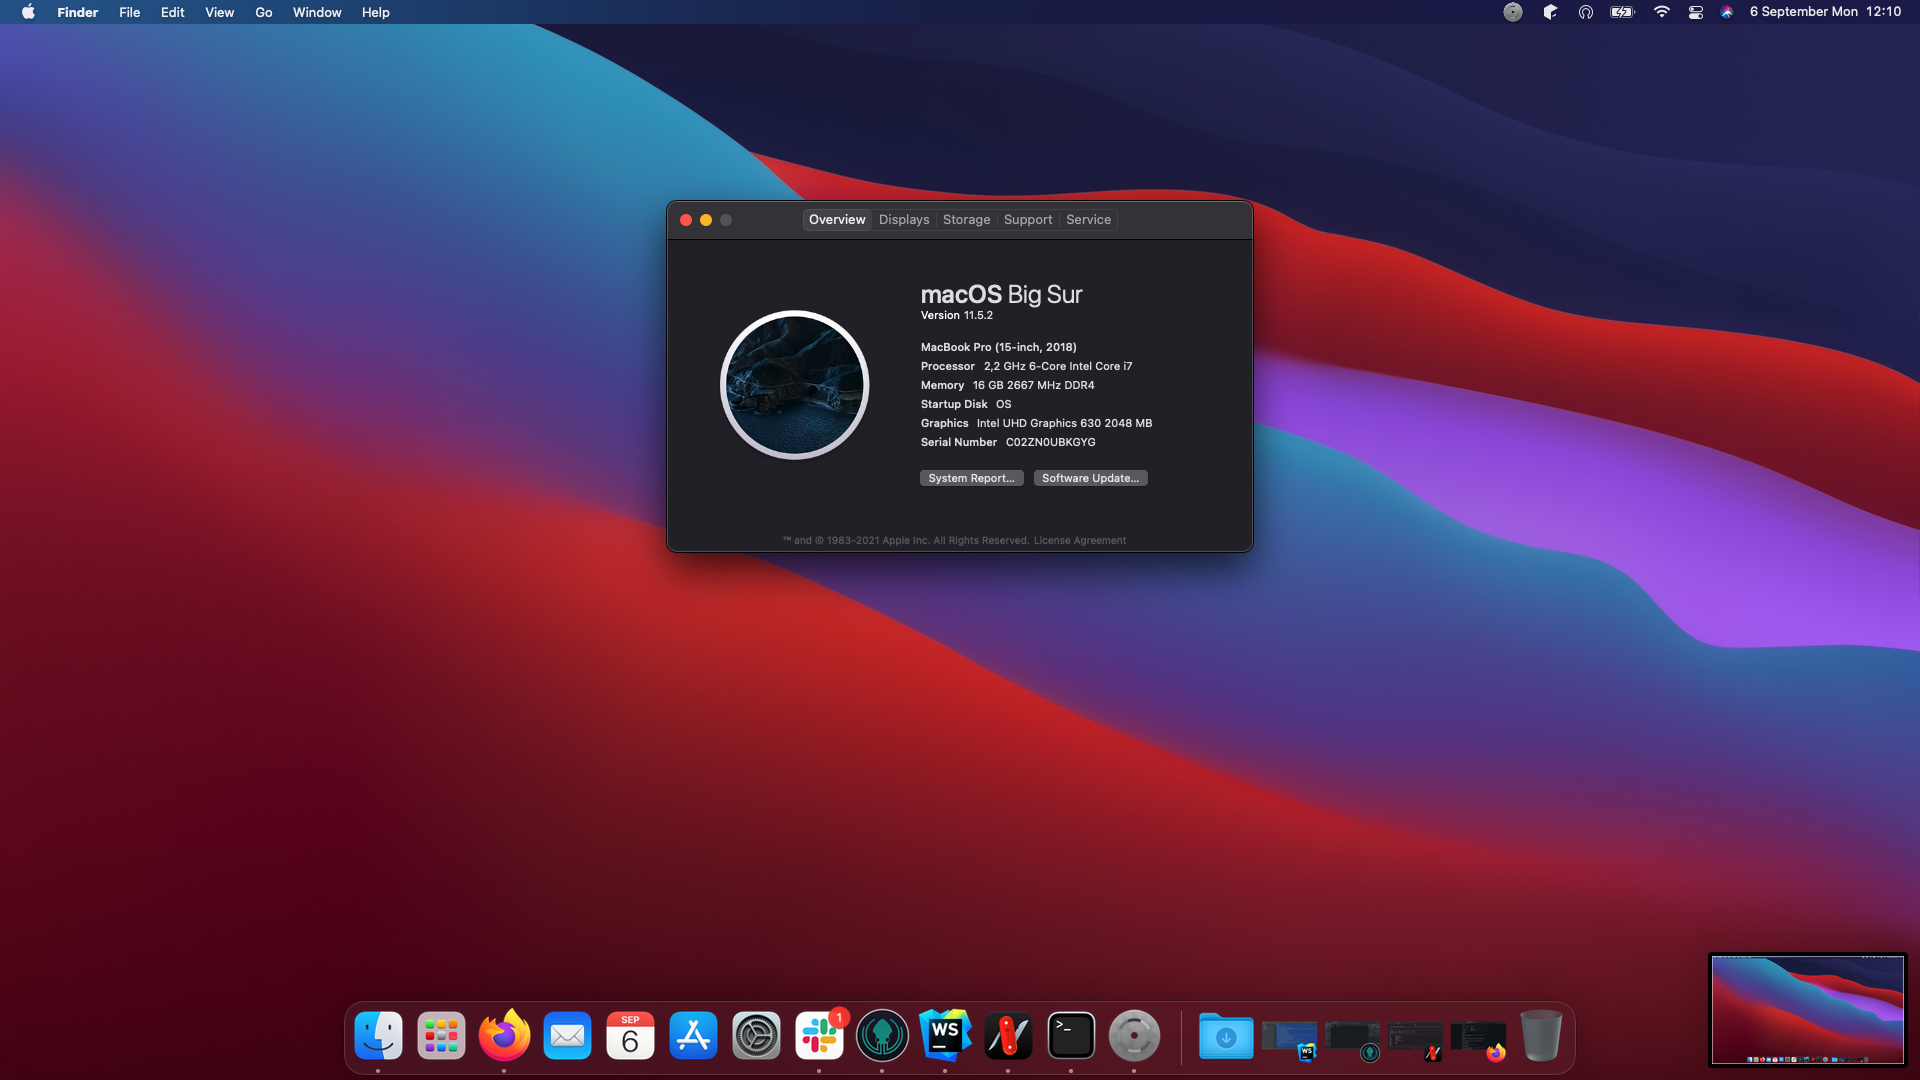 Finder File Edit View Go Window Help
6 September Mon 12:10
Overview Displays Storage Support Service
macOS Big Sur
Version 11.5.2
MacBook Pro (15-inch, 2018)
Processor 2,2 GHz 6-Core Intel Core i7
Memory 16 GB 2667 MHz DDR4
Startup Disk OS
Graphics Intel UHD Graphics 630 2048 MB
Serial Number C02ZN0UBKGYG
System Report... Software Update...
™ and © 1983-2021 Apple Inc. All Rights Reserved. License Agreement
SEP
6
1
WS
>_
WS